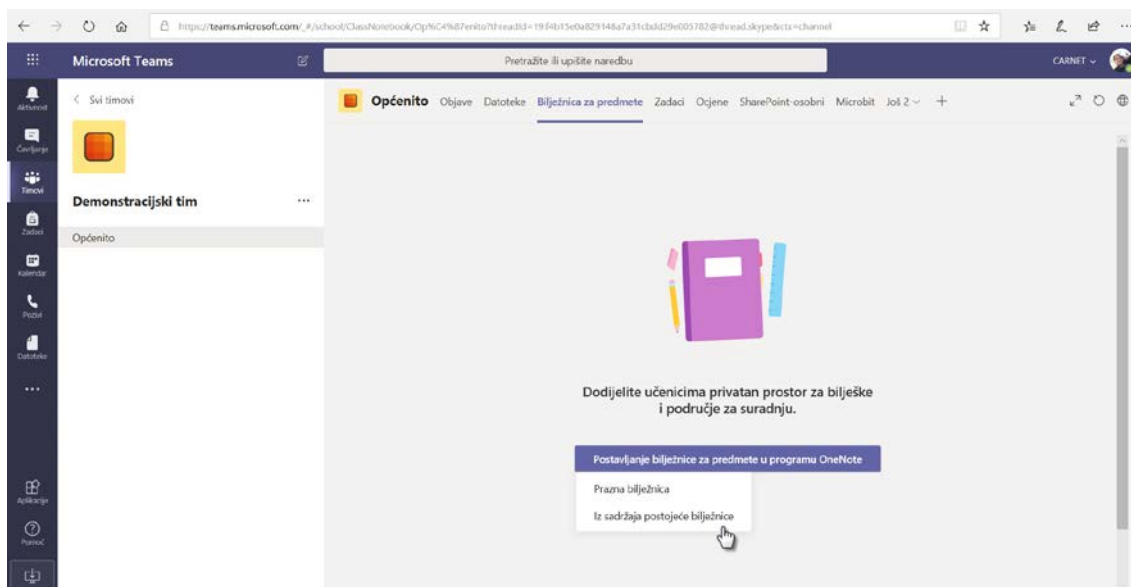 Microsoft Teams
Pretražite ili upišite naredbu
CARNET
Aktivnost
Čavrljanje
Timovi
Zadaci
Kalendar
Pozivi
Datoteke
Aplikacije
Pomoć
Svi timovi
Demonstracijski tim
Općenito
Općenito Objave Datoteke Bilježnica za predmete Zadaci Ocjene SharePoint-osobni Microbit Još 2
Dodijelite učenicima privatan prostor za bilješke
i područje za suradnju.
Postavljanje bilježnice za predmete u programu OneNote
Prazna bilježnica
Iz sadržaja postojeće bilježnice